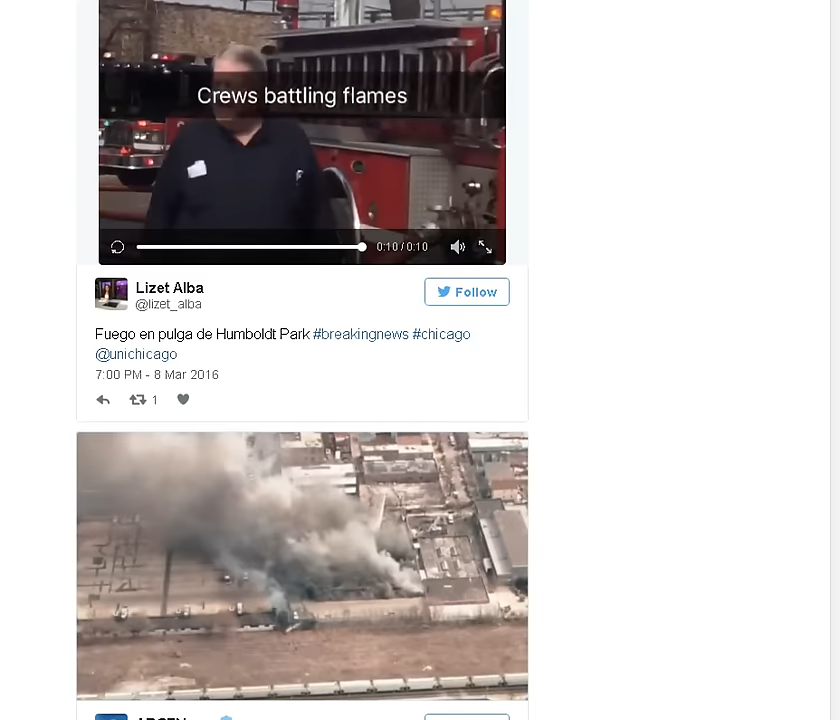 Crews battling flames
0:10 / 0:10
Lizet Alba
@lizet_alba
Follow
Fuego en pulga de Humboldt Park #breakingnews #chicago
@unichicago
7:00 PM - 8 Mar 2016
1